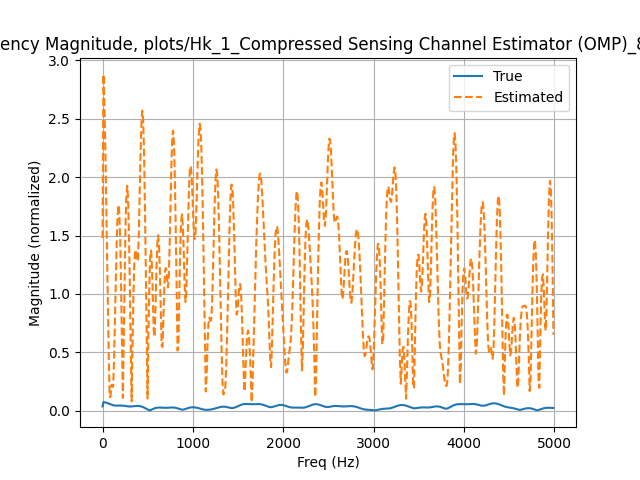 ency Magnitude, plots/Hk_1_Compressed Sensing Channel Estimator (OMP)_8
True
Estimated
Magnitude (normalized)
3.0
2.5
2.0
1.5
1.0
0.5
0.0
0 1000 2000 3000 4000 5000
Freq (Hz)